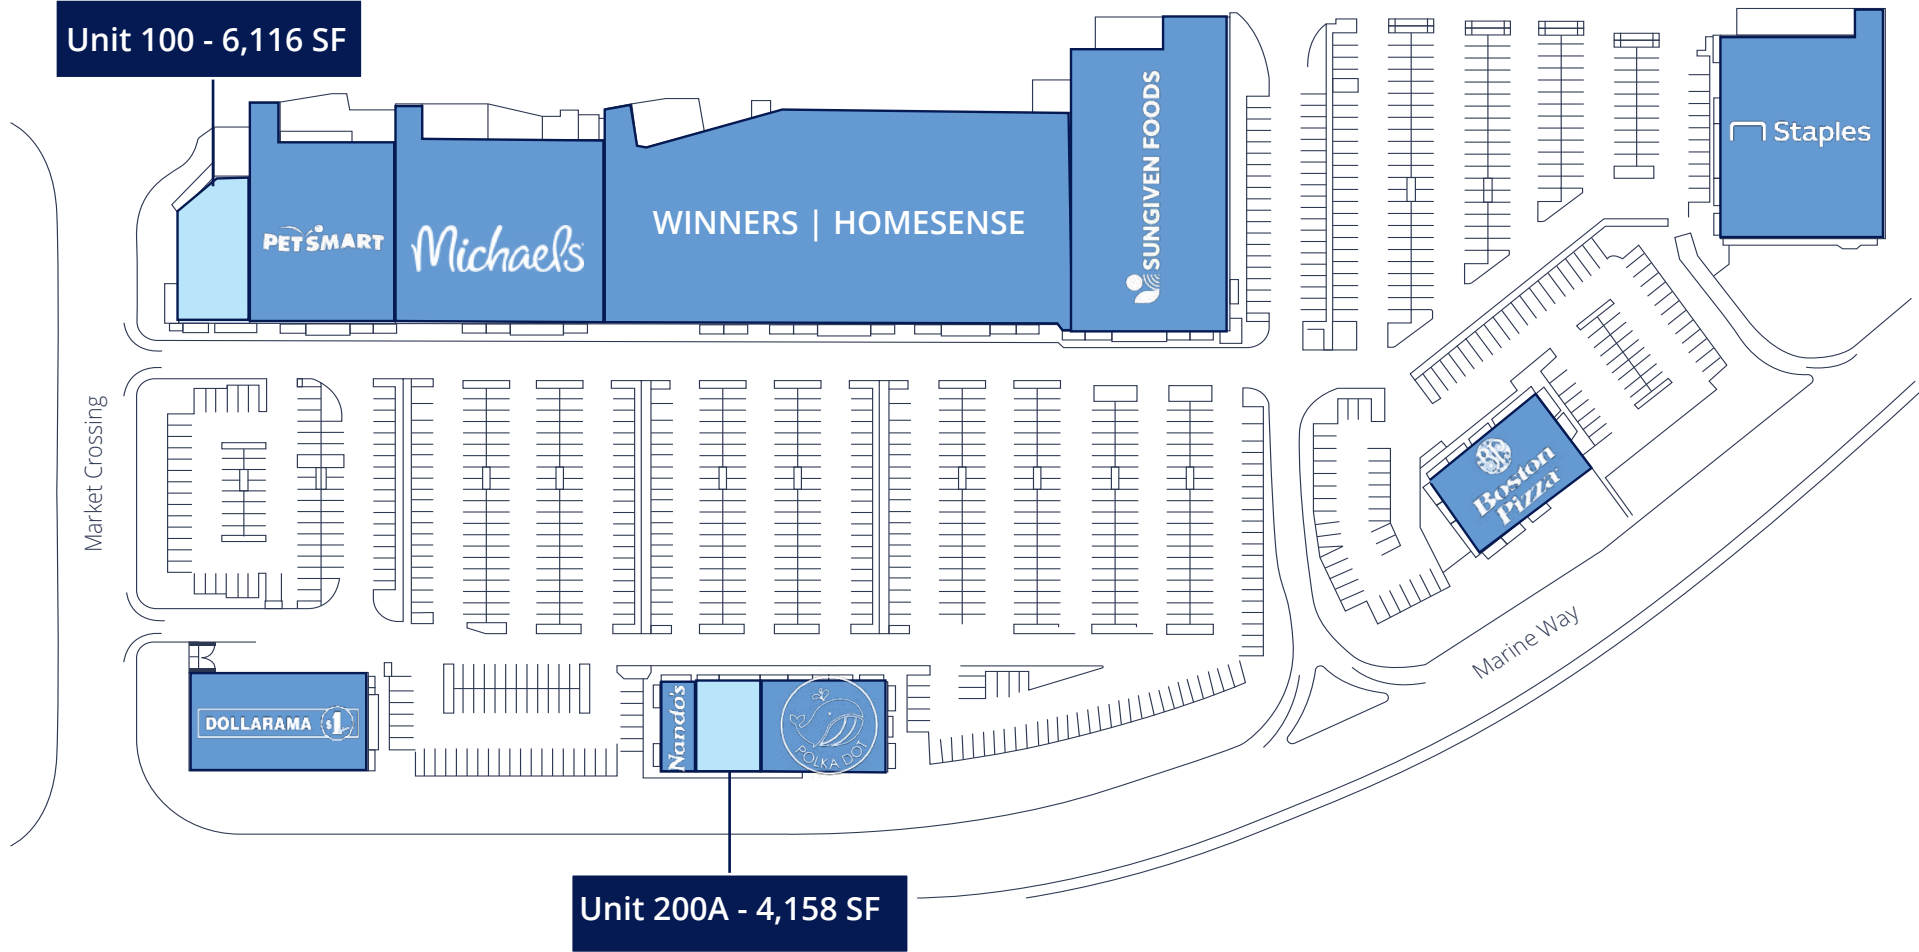 Unit 100 - 6,116 SF
PETSMART
Michaels
WINNERS | HOMESENSE
SUNGIVEN FOODS
Staples
Market Crossing
Boston
Pizza
Marine Way
DOLLARAMA $1
Nando's
POLKA DOT
Unit 200A - 4,158 SF